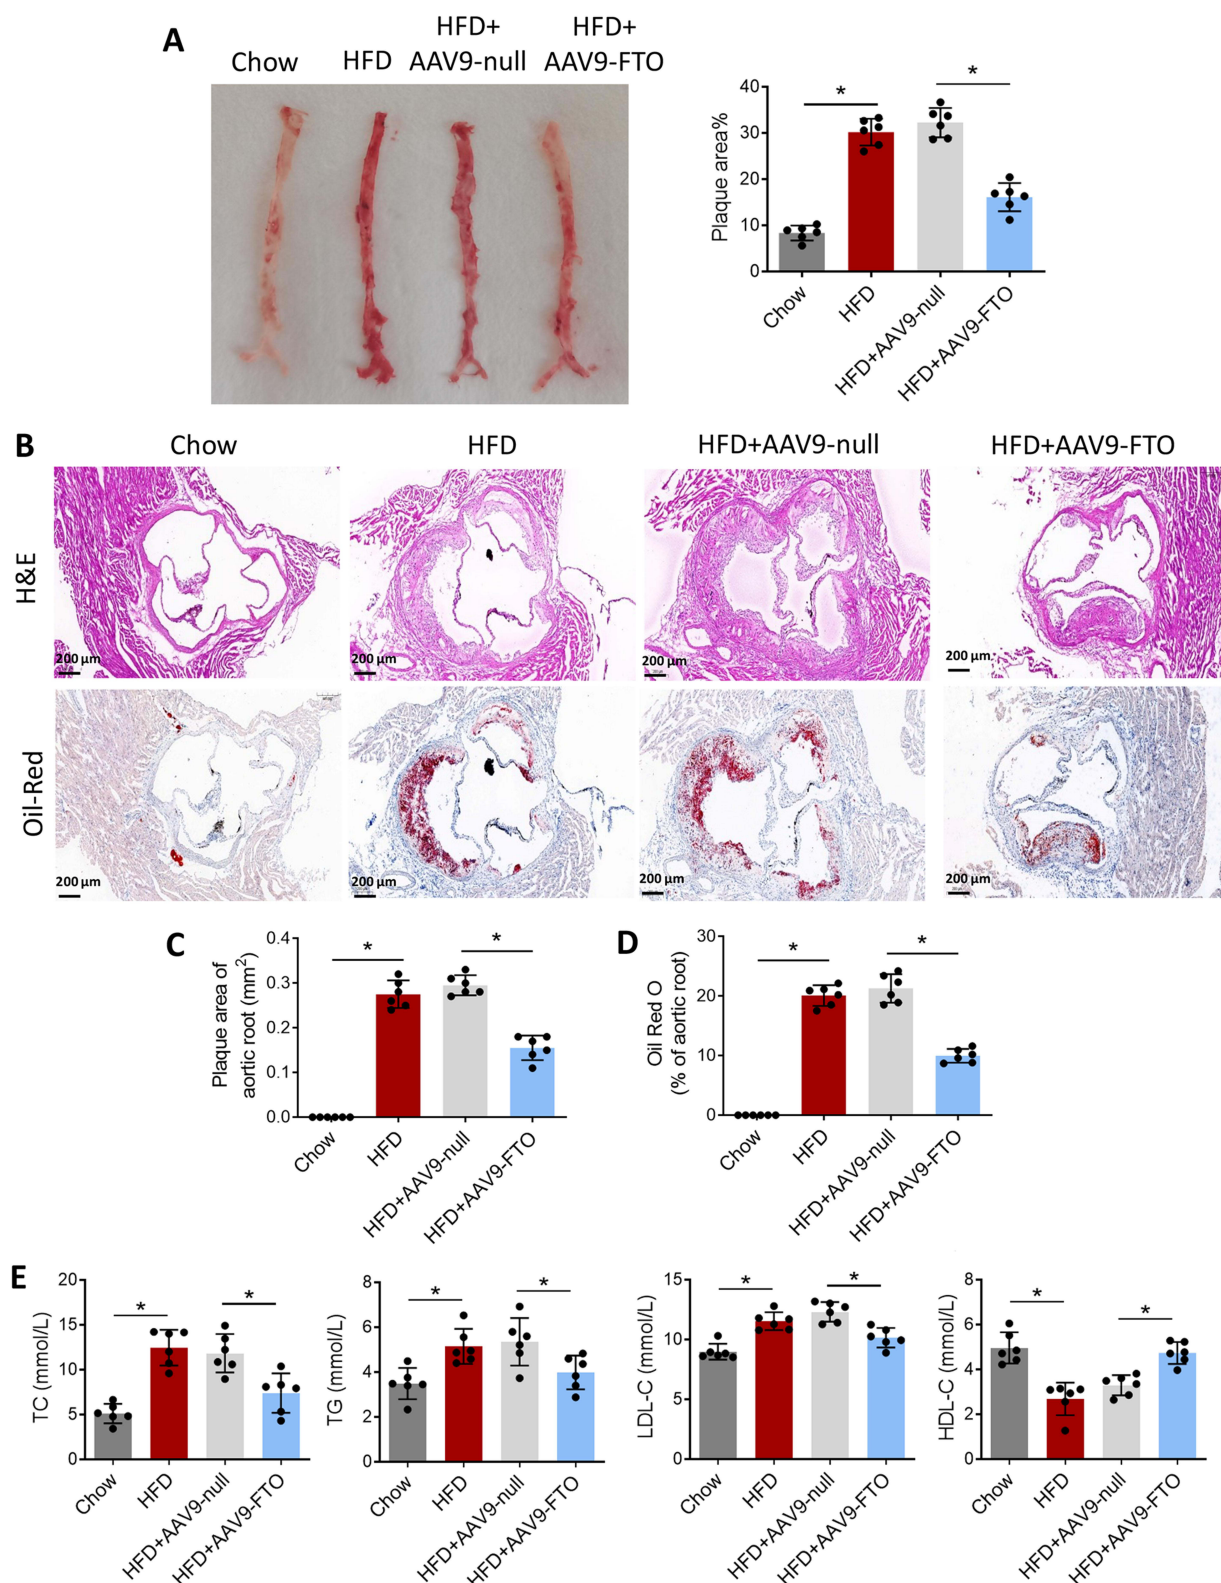 A
Chow
HFD
HFD+
AAV9-null
HFD+
AAV9-FTO
Plaque area%
40
30
20
10
0
*
*
Chow
HFD
HFD+AAV9-null
HFD+AAV9-FTO
B
Chow
HFD
HFD+AAV9-null
HFD+AAV9-FTO
H&E
200 μm
200 μm
200 μm
200 μm
Oil-Red
200 μm
200 μm
200 μm
200 μm
C
Plaque area of
aortic root (mm²)
0.4
0.3
0.2
0.1
0.0
*
*
Chow
HFD
HFD+AAV9-null
HFD+AAV9-FTO
D
Oil Red O
(% of aortic root)
30
20
10
0
*
*
Chow
HFD
HFD+AAV9-null
HFD+AAV9-FTO
E
TC (mmol/L)
20
15
10
5
0
*
*
Chow
HFD
HFD+AAV9-null
HFD+AAV9-FTO
TG (mmol/L)
8
6
4
2
0
*
*
Chow
HFD
HFD+AAV9-null
HFD+AAV9-FTO
LDL-C (mmol/L)
15
10
5
0
*
*
Chow
HFD
HFD+AAV9-null
HFD+AAV9-FTO
HDL-C (mmol/L)
8
6
4
2
0
*
*
Chow
HFD
HFD+AAV9-null
HFD+AAV9-FTO